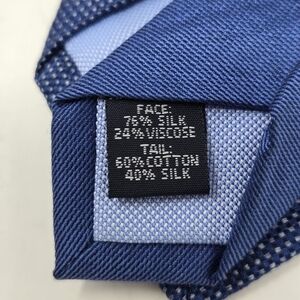 FACE:
76% SILK
24% VISCOSE
TAIL:
60% COTTON
40% SILK